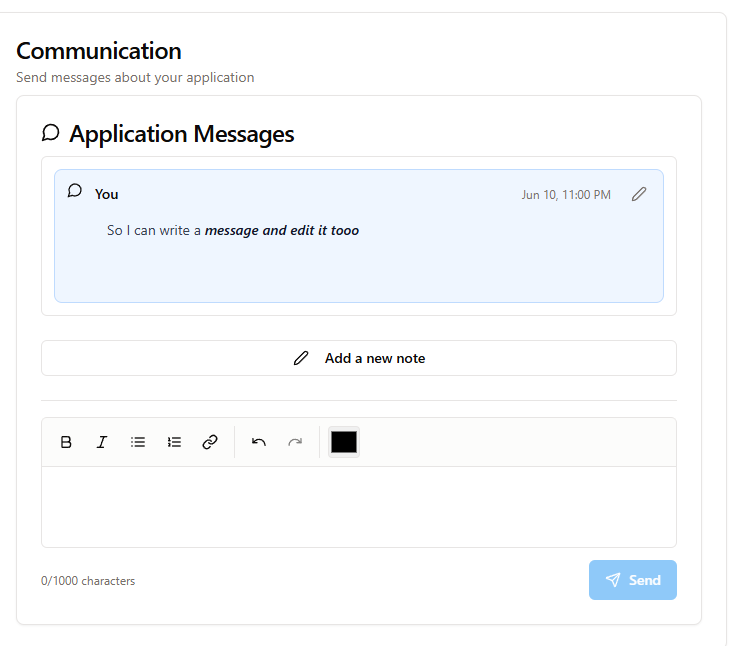 Communication
Send messages about your application
Application Messages
You
Jun 10, 11:00 PM
So I can write a message and edit it tooo
Add a new note
B I
0/1000 characters
Send